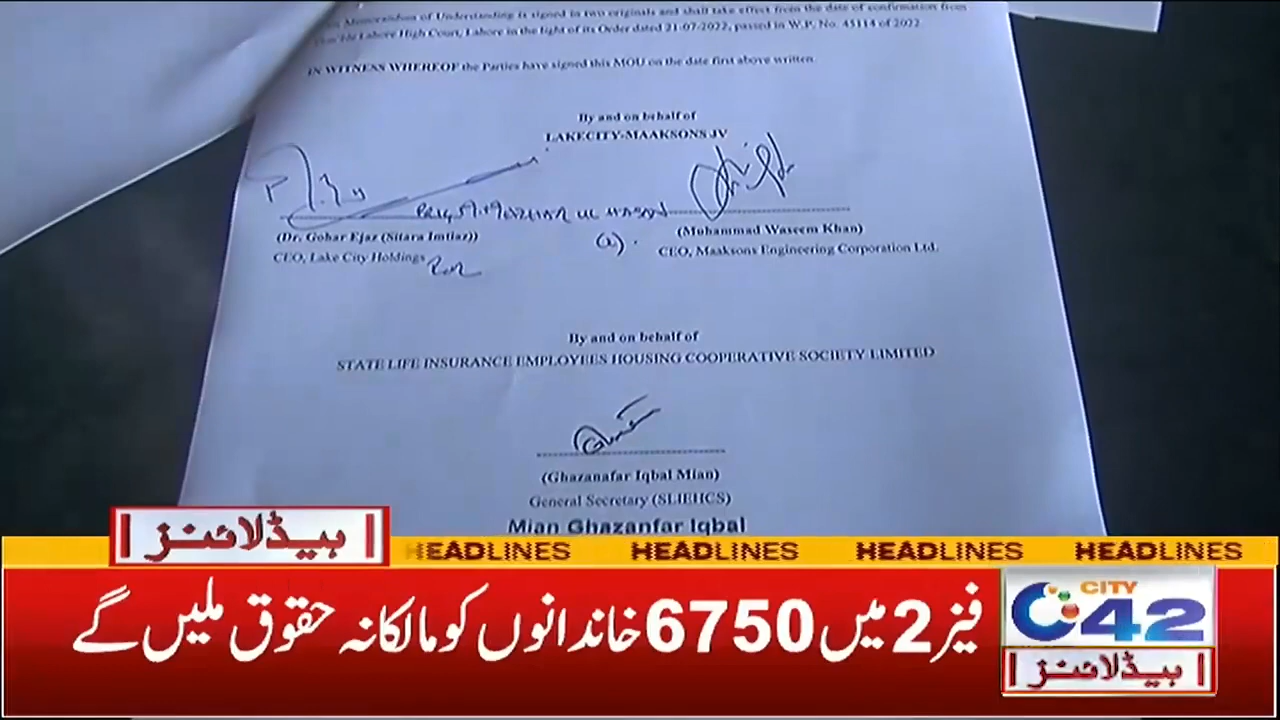 Memorandum of Understanding is signed in two originals and shall take effect from the date of confirmation from
Lahore High Court, Lahore in the light of its Order dated 21-07-2022, passed in W.P. No. 45114 of 2022
IN WITNESS WHEREOF the Parties have signed this MOU on the date first above written.
By and on behalf of
LAKECITY-MAAKSONS JV
(Dr. Gohar Ejaz (Sitara Imtiaz))
CEO, Lake City Holdings
(Muhammad Waseem Khan)
CEO, Maaksons Engineering Corporation Ltd.
By and on behalf of
STATE LIFE INSURANCE EMPLOYEES HOUSING COOPERATIVE SOCIETY LIMITED
(Ghazanafar Iqbal Mian)
General Secretary (SLIEHCS)
Mian Ghazanfar Iqbal
ہیڈلائنز
HEADLINES HEADLINES HEADLINES HEADLINES
فیز 2 میں 6750 خاندانوں کو مالکانہ حقوق ملیں گے
CITY
42
ہیڈلائنز